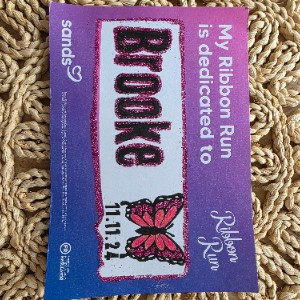 My Ribbon Run
is dedicated to
Brooke
11.11.24
sands
Ribbon
Run